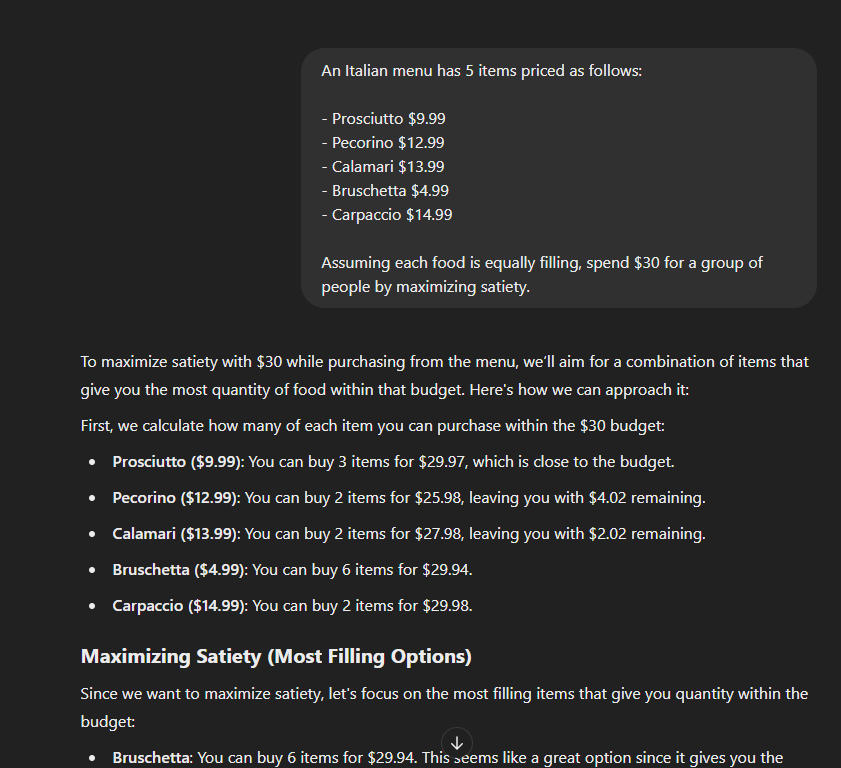 An Italian menu has 5 items priced as follows:
- Prosciutto $9.99
- Pecorino $12.99
- Calamari $13.99
- Bruschetta $4.99
- Carpaccio $14.99
Assuming each food is equally filling, spend $30 for a group of
people by maximizing satiety.
To maximize satiety with $30 while purchasing from the menu, we'll aim for a combination of items that
give you the most quantity of food within that budget. Here's how we can approach it:
First, we calculate how many of each item you can purchase within the $30 budget:
• Prosciutto ($9.99): You can buy 3 items for $29.97, which is close to the budget.
• Pecorino ($12.99): You can buy 2 items for $25.98, leaving you with $4.02 remaining.
• Calamari ($13.99): You can buy 2 items for $27.98, leaving you with $2.02 remaining.
• Bruschetta ($4.99): You can buy 6 items for $29.94.
• Carpaccio ($14.99): You can buy 2 items for $29.98.
Maximizing Satiety (Most Filling Options)
Since we want to maximize satiety, let's focus on the most filling items that give you quantity within the
budget:
• Bruschetta: You can buy 6 items for $29.94. This seems like a great option since it gives you the